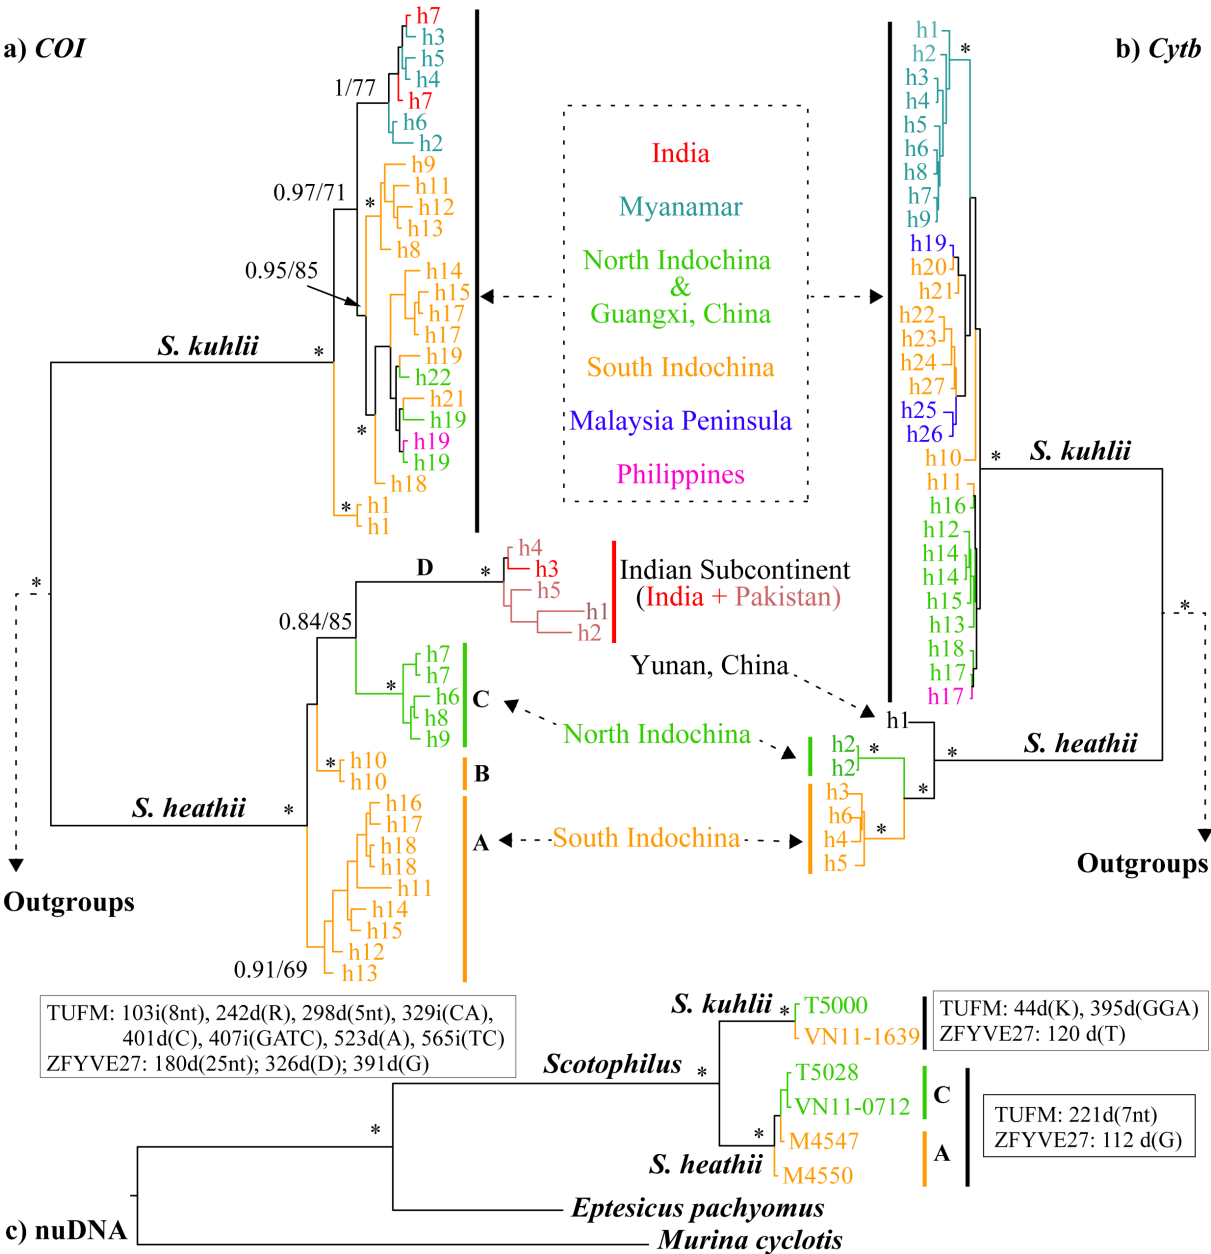 a) COI
h7
h3
h5
h4
h7
h6
h2
h9
h11
h12
h13
h8
h14
h15
h17
h17
h19
h22
h21
h19
h19
h19
h18
h1
h1
1/77
0.97/71
*
0.95/85
S. kuhlii
*
*
*
*
India
Myanamar
North Indochina
&
Guangxi, China
South Indochina
Malaysia Peninsula
Philippines
b) Cytb
h1
h2
h3
h4
h5
h6
h8
h7
h9
h19
h20
h21
h22
h23
h24
h27
h25
h26
h10
h11
h16
h12
h14
h14
h15
h13
h18
h17
h17
*
*
S. kuhlii
*
D
*
h4
h3
h5
h1
h2
Indian Subcontinent
(India + Pakistan)
0.84/85
*
h7
h7
h6
h8
h9
C
*
h10
h10
B
S. heathii
*
h16
h17
h18
h18
h11
h14
h15
h12
h13
A
0.91/69
Outgroups
Yunan, China
North Indochina
South Indochina
h1
h2
h2
h3
h6
h4
h5
*
*
*
*
S. heathii
*
Outgroups
TUFM: 103i(8nt), 242d(R), 298d(5nt), 329i(CA),
401d(C), 407i(GATC), 523d(A), 565i(TC)
ZFYVE27: 180d(25nt); 326d(D); 391d(G)
S. kuhlii
*
T5000
VN11-1639
TUFM: 44d(K), 395d(GGA)
ZFYVE27: 120 d(T)
Scotophilus
*
T5028
VN11-0712
C
M4547
M4550
A
*
S. heathii
TUFM: 221d(7nt)
ZFYVE27: 112 d(G)
*
Eptesicus pachyomus
c) nuDNA
Murina cyclotis